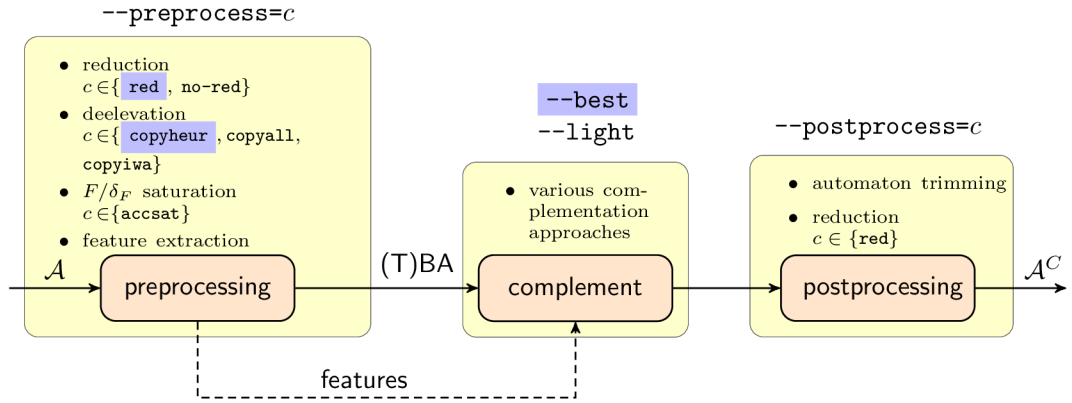 --preprocess=c
• reduction
c ∈{ red , no-red}
• deelevation
c ∈{ copyheur , copyall,
copyiwa}
• F/δ_F saturation
c ∈{accsat}
• feature extraction
A
preprocessing
(T)BA
--best
--light
• various com-
plementation
approaches
complement
--postprocess=c
• automaton trimming
• reduction
c ∈ {red}
postprocessing
A^C
features